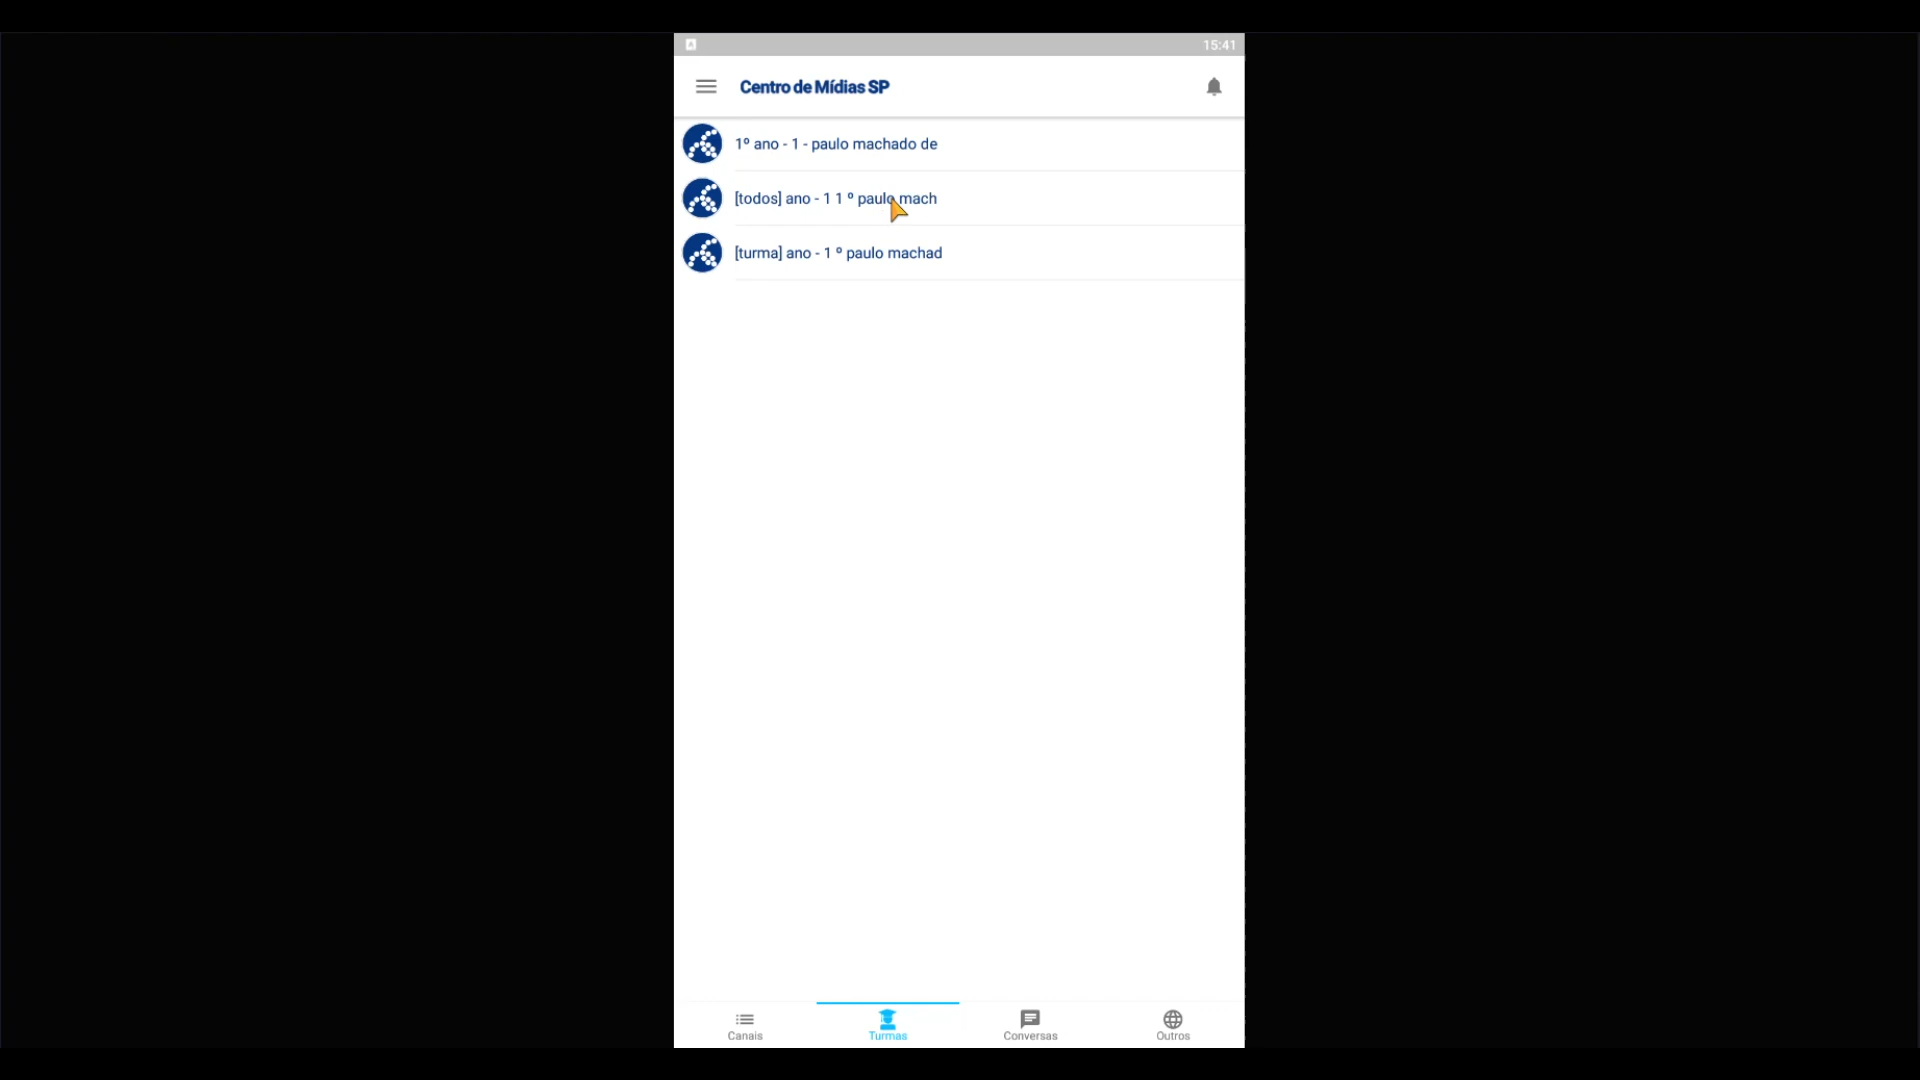 15:41
Centro de Mídias SP
1º ano - 1 - paulo machado de
[todos] ano - 1 1 º paulo mach
[turma] ano - 1 º paulo machad
Canais
Turmas
Conversas
Outros